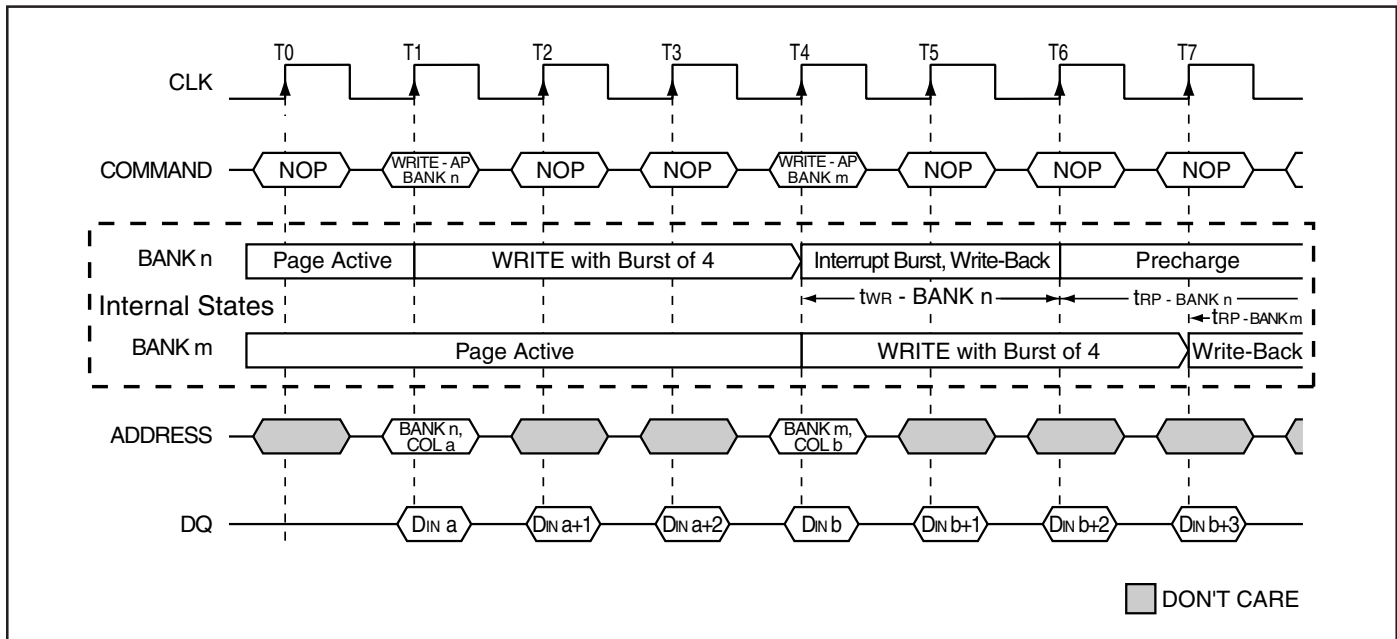 T0 T1 T2 T3 T4 T5 T6 T7
CLK
COMMAND NOP WRITE - AP BANK n NOP NOP WRITE - AP BANK m NOP NOP NOP
BANK n Page Active WRITE with Burst of 4 Interrupt Burst, Write-Back Precharge
Internal States tWR - BANK n tRP - BANK n
tRP - BANK m
BANK m Page Active WRITE with Burst of 4 Write-Back
ADDRESS BANK n, COL a BANK m, COL b
DQ DIN a DIN a+1 DIN a+2 DIN b DIN b+1 DIN b+2 DIN b+3
DON'T CARE